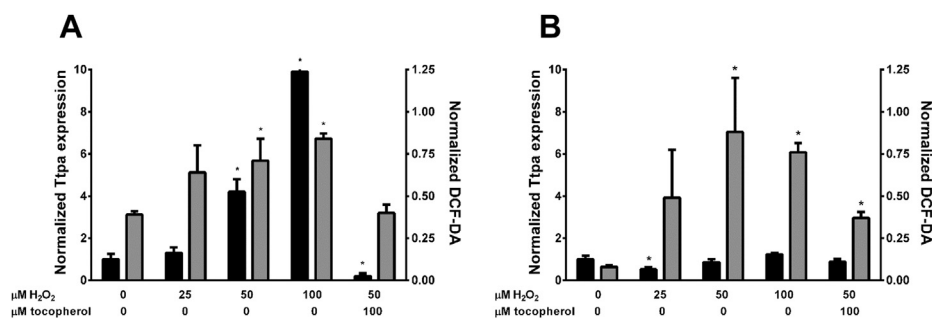 A
B
Normalized Ttpa expression
10
8
6
4
2
0
1.25
1.00
0.75
0.50
0.25
0.00
Normalized DCF-DA
Normalized Ttpa expression
10
8
6
4
2
0
1.25
1.00
0.75
0.50
0.25
0.00
Normalized DCF-DA
* * * * *
* * * *
μM H₂O₂ 0 25 50 100 50
μM tocopherol 0 0 0 0 100
μM H₂O₂ 0 25 50 100 50
μM tocopherol 0 0 0 0 100